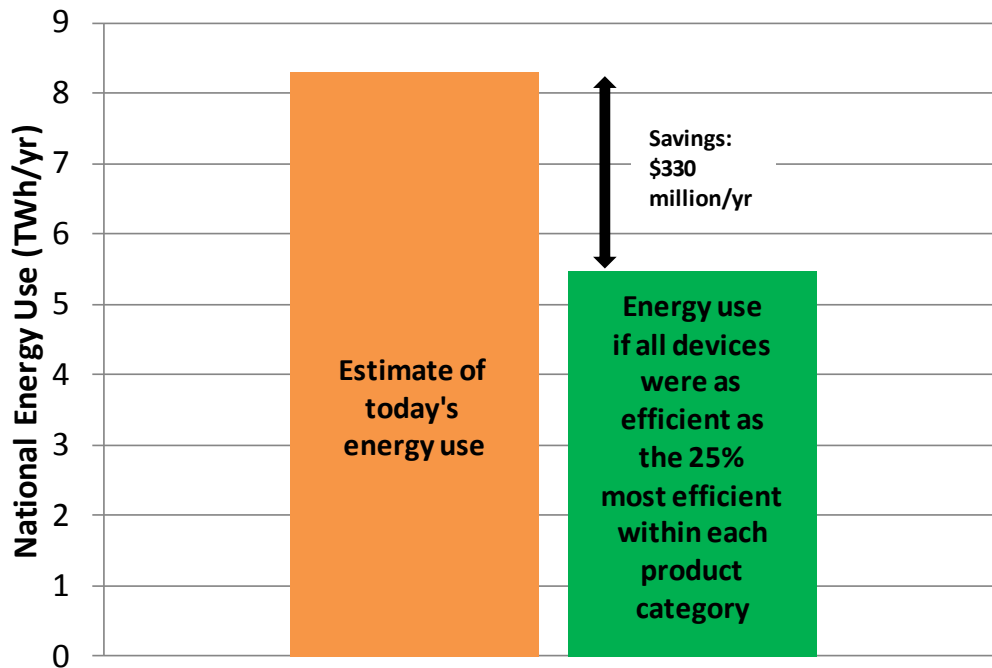 National Energy Use (TWh/yr)
9
8
7
6
5
4
3
2
1
0
Estimate of
today's
energy use
Savings:
$330
million/yr
Energy use
if all devices
were as
efficient as
the 25%
most efficient
within each
product
category